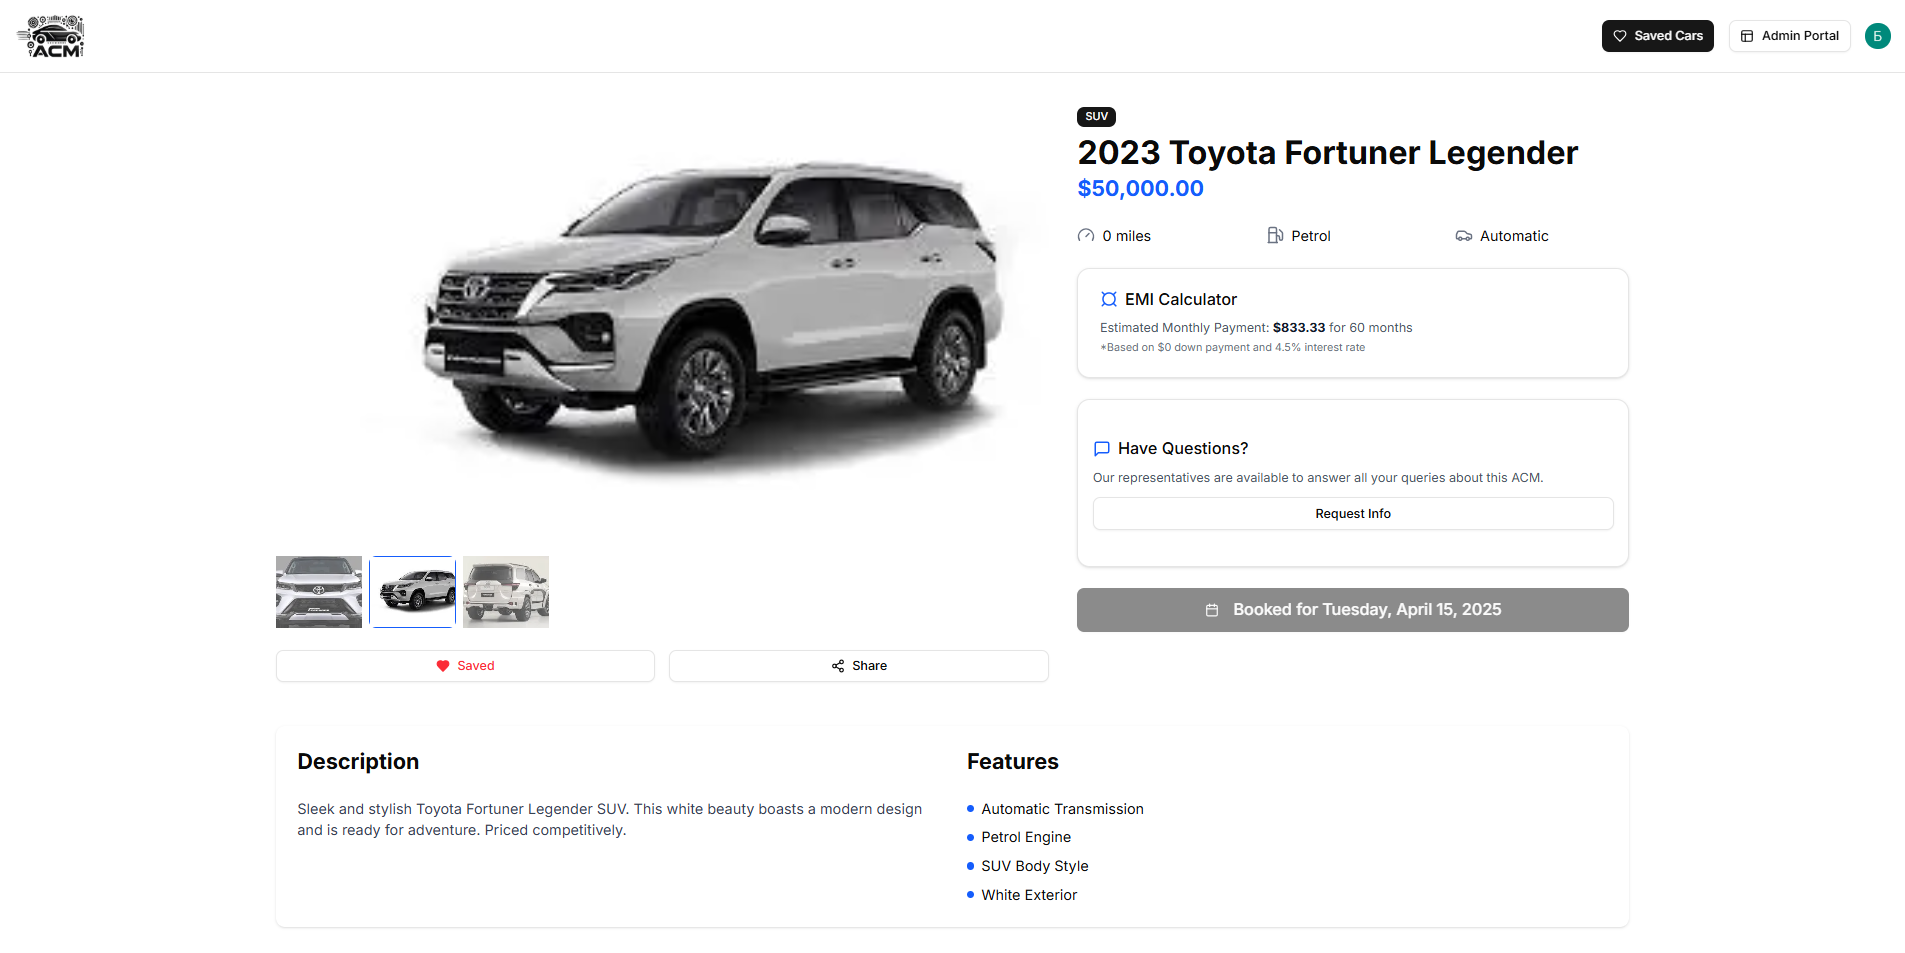 ACM
Saved Cars
Admin Portal
Б
SUV
2023 Toyota Fortuner Legender
$50,000.00
0 miles
Petrol
Automatic
EMI Calculator
Estimated Monthly Payment: $833.33 for 60 months
*Based on $0 down payment and 4.5% interest rate
Have Questions?
Our representatives are available to answer all your queries about this ACM.
Request Info
Booked for Tuesday, April 15, 2025
Saved
Share
Description
Sleek and stylish Toyota Fortuner Legender SUV. This white beauty boasts a modern design
and is ready for adventure. Priced competitively.
Features
Automatic Transmission
Petrol Engine
SUV Body Style
White Exterior